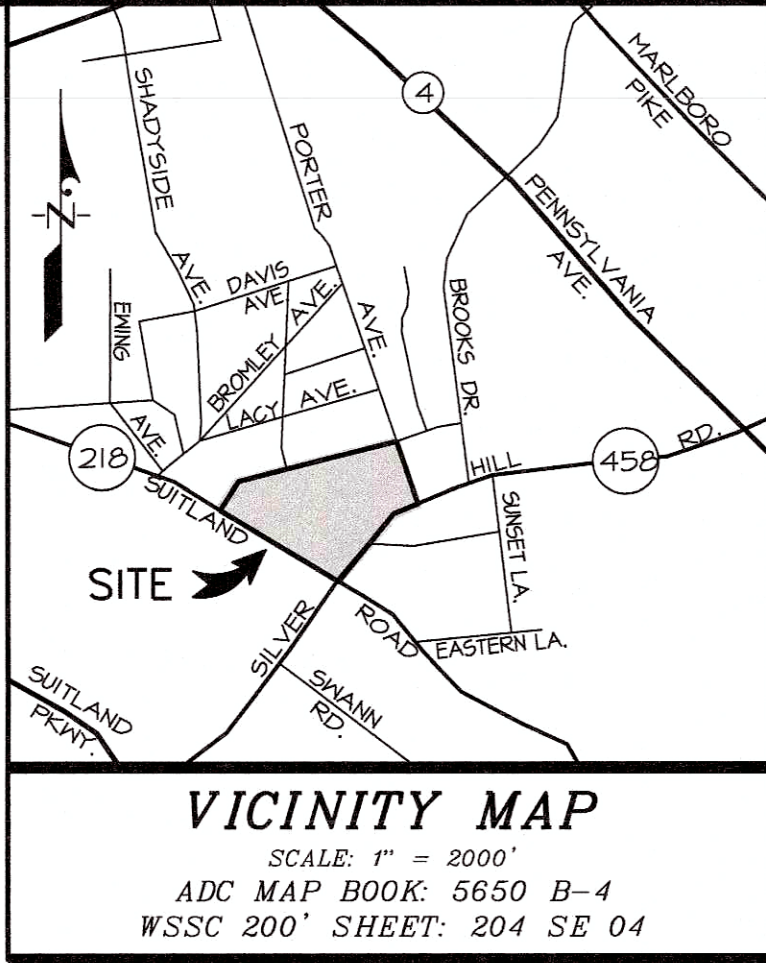 MARLBORO
PIKE
4
SHADYSIDE
AVE.
PORTER
AVE.
PENNSYLVANIA
AVE.
N
DAVIS
AVE
EWING
AVE.
BROMLEY
AVE.
BROOKS DR.
LACY AVE.
218
SUITLAND
ROAD
SILVER
HILL
458
RD.
SUNSET LA.
SITE
EASTERN LA.
SWANN
RD.
SUITLAND
PKWY.
VICINITY MAP
SCALE: 1" = 2000'
ADC MAP BOOK: 5650 B-4
WSSC 200' SHEET: 204 SE 04